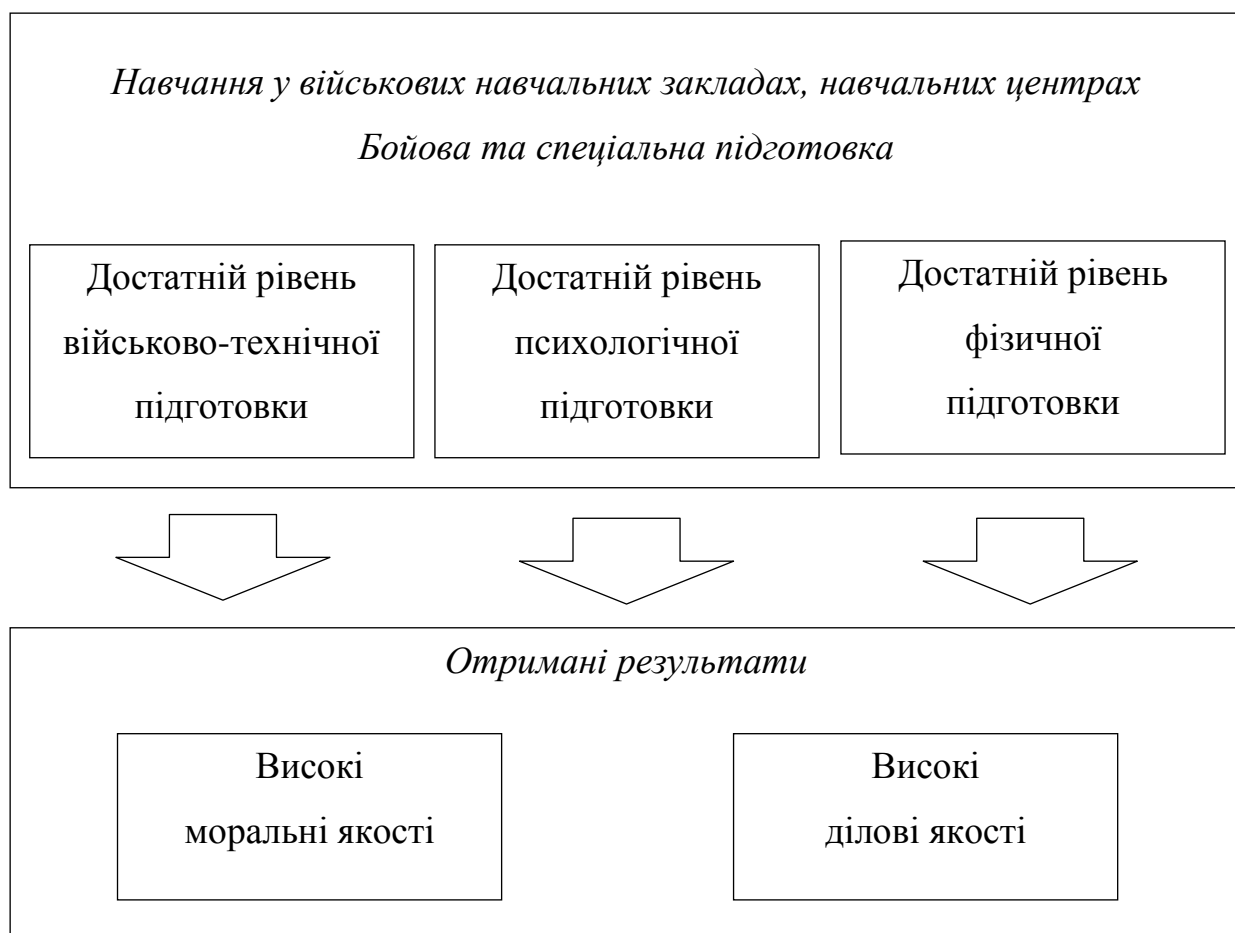 Навчання у військових навчальних закладах, навчальних центрах
Бойова та спеціальна підготовка
Достатній рівень
військово-технічної
підготовки
Достатній рівень
психологічної
підготовки
Достатній рівень
фізичної
підготовки
Отримані результати
Високі
моральні якості
Високі
ділові якості